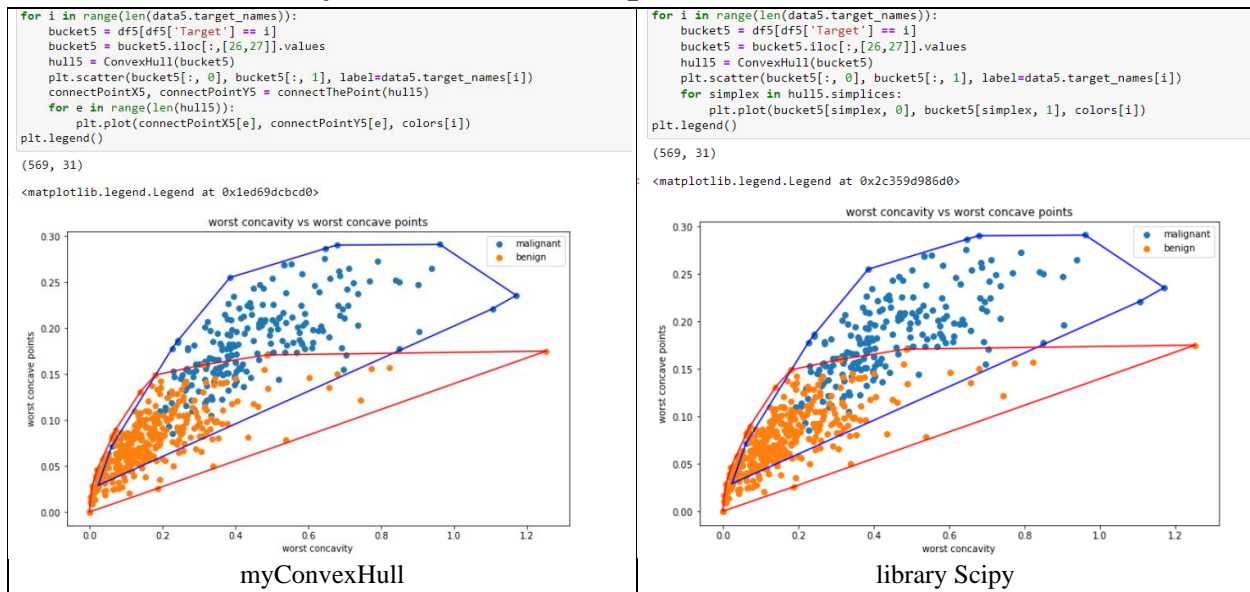 for i in range(len(data5.target_names)):
    bucket5 = df5[df5['Target'] == i]
    bucket5 = bucket5.iloc[:,[26,27]].values
    hull5 = ConvexHull(bucket5)
    plt.scatter(bucket5[:, 0], bucket5[:, 1], label=data5.target_names[i])
    connectPointX5, connectPointY5 = connectThePoint(hull5)
    for e in range(len(hull5)):
        plt.plot(connectPointX5[e], connectPointY5[e], colors[i])
plt.legend()
(569, 31)
<matplotlib.legend.Legend at 0x1ed69dcbcd0>
worst concavity vs worst concave points
malignant
benign
worst concave points
0.30
0.25
0.20
0.15
0.10
0.05
0.00
0.0 0.2 0.4 0.6 0.8 1.0 1.2
worst concavity
myConvexHull
for i in range(len(data5.target_names)):
    bucket5 = df5[df5['Target'] == i]
    bucket5 = bucket5.iloc[:,[26,27]].values
    hull5 = ConvexHull(bucket5)
    plt.scatter(bucket5[:, 0], bucket5[:, 1], label=data5.target_names[i])
    for simplex in hull5.simplices:
        plt.plot(bucket5[simplex, 0], bucket5[simplex, 1], colors[i])
plt.legend()
(569, 31)
<matplotlib.legend.Legend at 0x2c359d986d0>
worst concavity vs worst concave points
malignant
benign
worst concave points
0.30
0.25
0.20
0.15
0.10
0.05
0.00
0.0 0.2 0.4 0.6 0.8 1.0 1.2
worst concavity
library Scipy